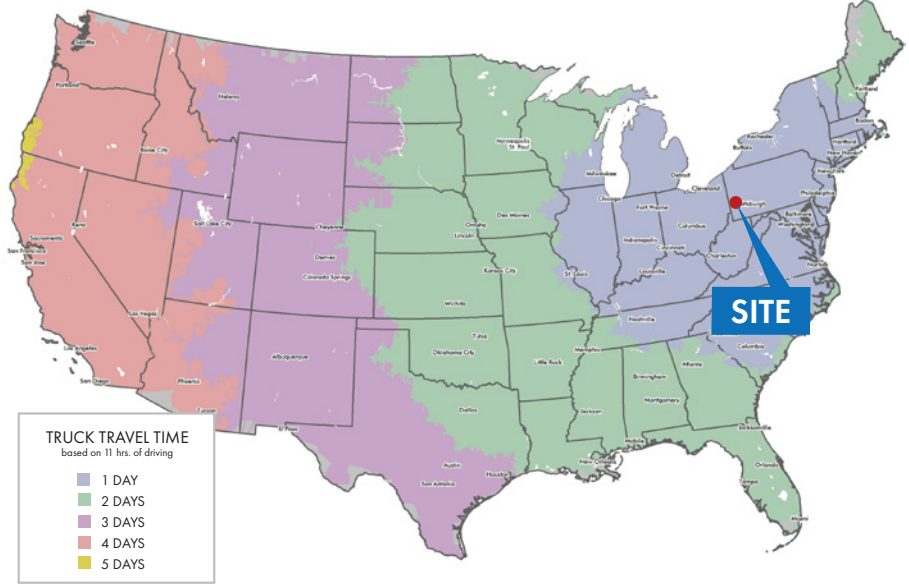 Seattle
Portland
Helena
Boise City
Minneapolis
St. Paul
Portland
Rochester
Buffalo
Boston
Hartford
New York
Milwaukee
Detroit
Chicago
Cleveland
Fort Wayne
Philadelphia
Baltimore
Washington
Salt Lake City
Cheyenne
Des Moines
Omaha
Lincoln
Columbus
Indianapolis
Cincinnati
Charleston
Reno
Sacramento
San Francisco
San Jose
Denver
Colorado Springs
Kansas City
St. Louis
Louisville
SITE
Las Vegas
Wichita
Nashville
Tulsa
Oklahoma City
Memphis
Columbia
Los Angeles
San Diego
Albuquerque
Little Rock
Atlanta
Birmingham
Montgomery
Phoenix
Tucson
El Paso
Dallas
Jackson
Mobile
Jacksonville
Austin
Houston
San Antonio
New Orleans
Orlando
Tampa
Miami
TRUCK TRAVEL TIME
based on 11 hrs. of driving
1 DAY
2 DAYS
3 DAYS
4 DAYS
5 DAYS